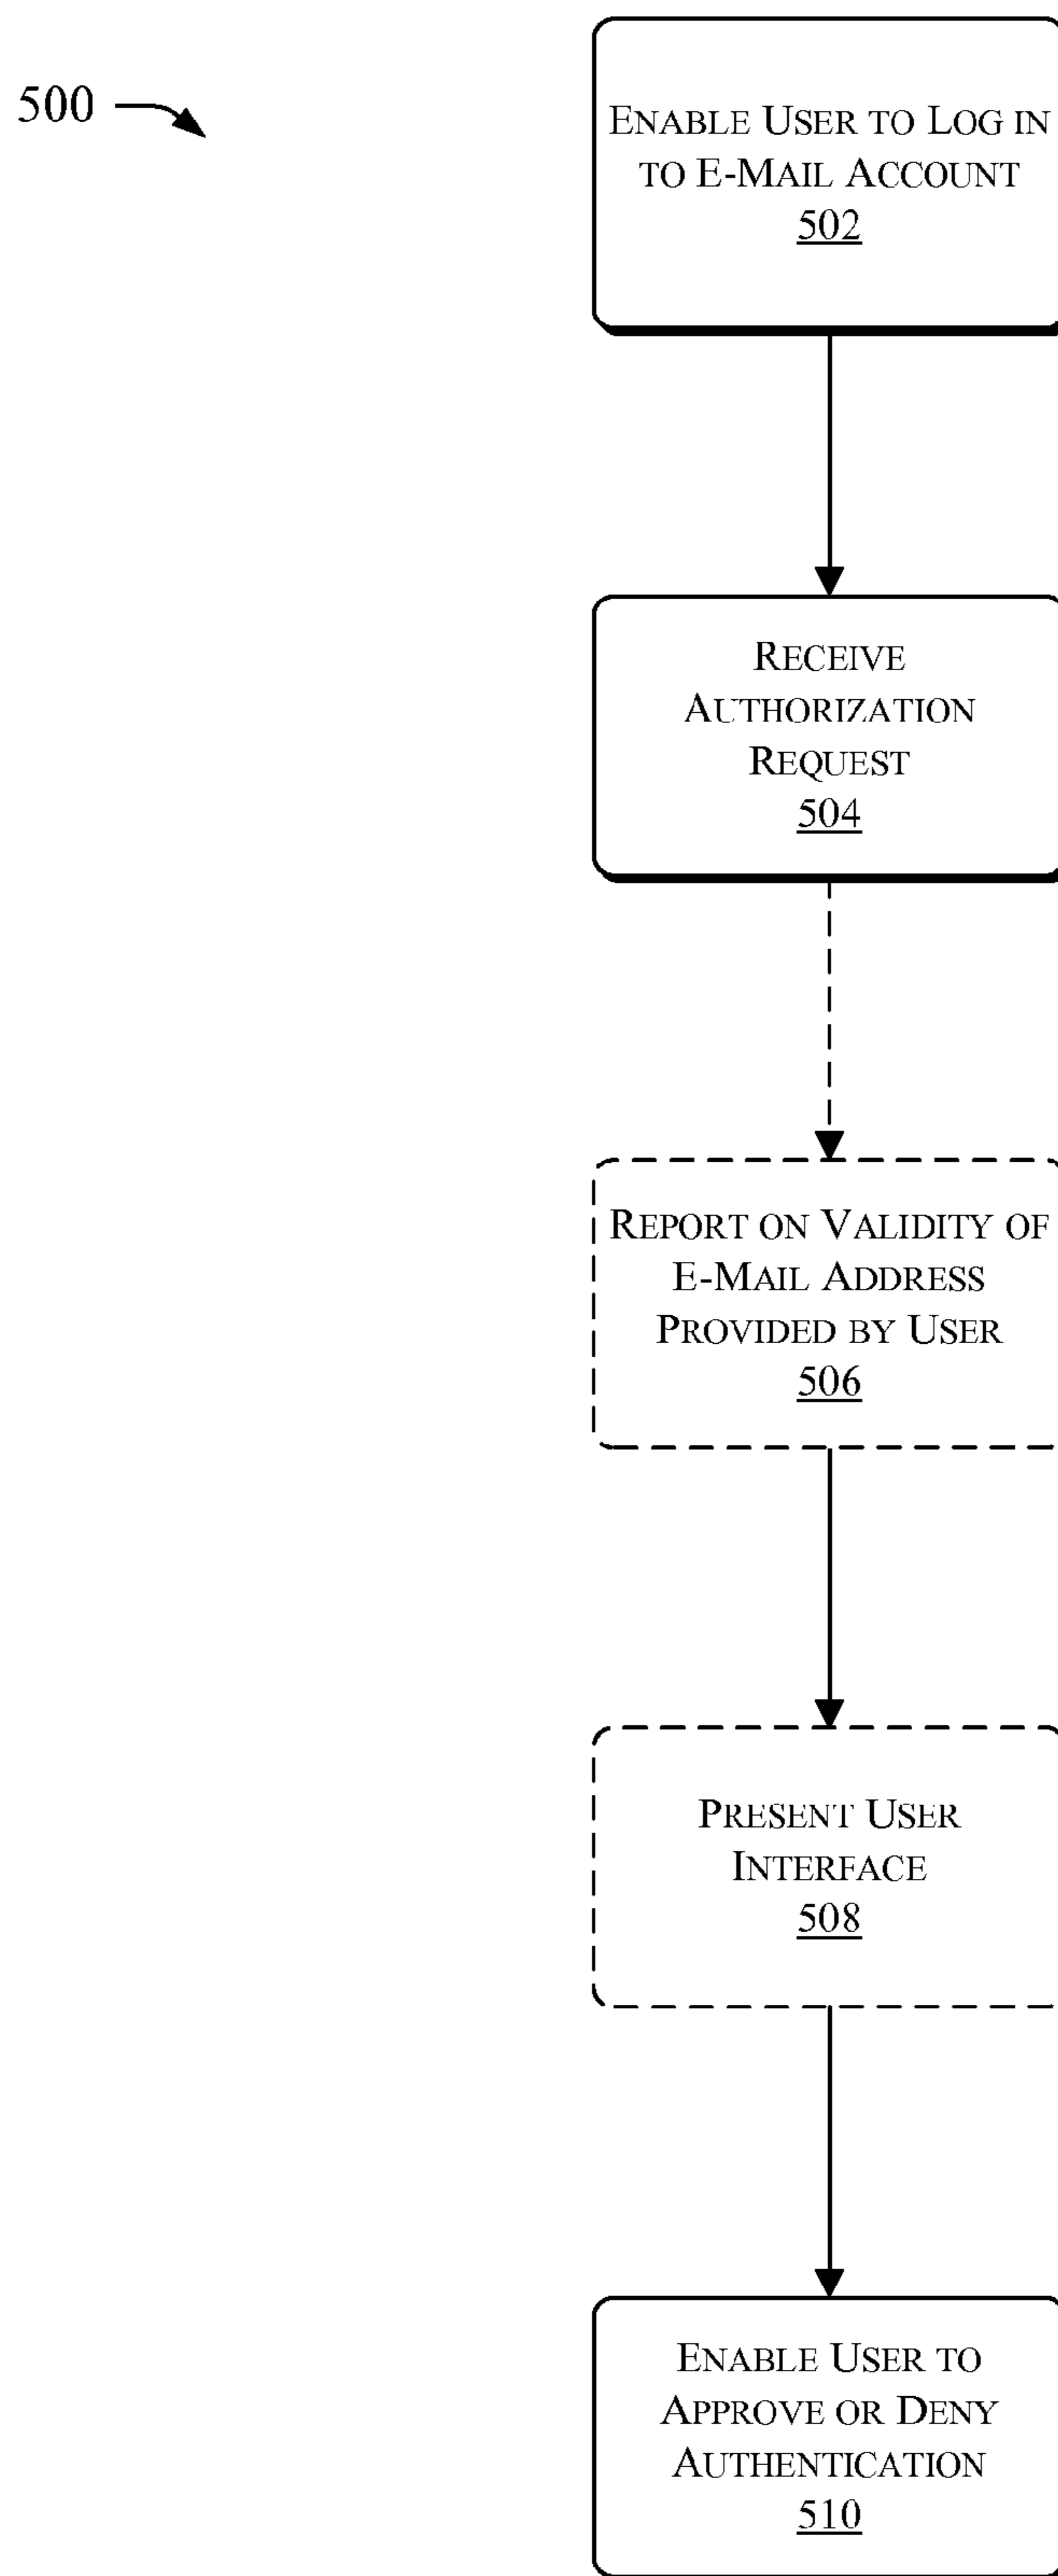 500
ENABLE USER TO LOG IN
TO E-MAIL ACCOUNT
502
RECEIVE
AUTHORIZATION
REQUEST
504
REPORT ON VALIDITY OF
E-MAIL ADDRESS
PROVIDED BY USER
506
PRESENT USER
INTERFACE
508
ENABLE USER TO
APPROVE OR DENY
AUTHENTICATION
510